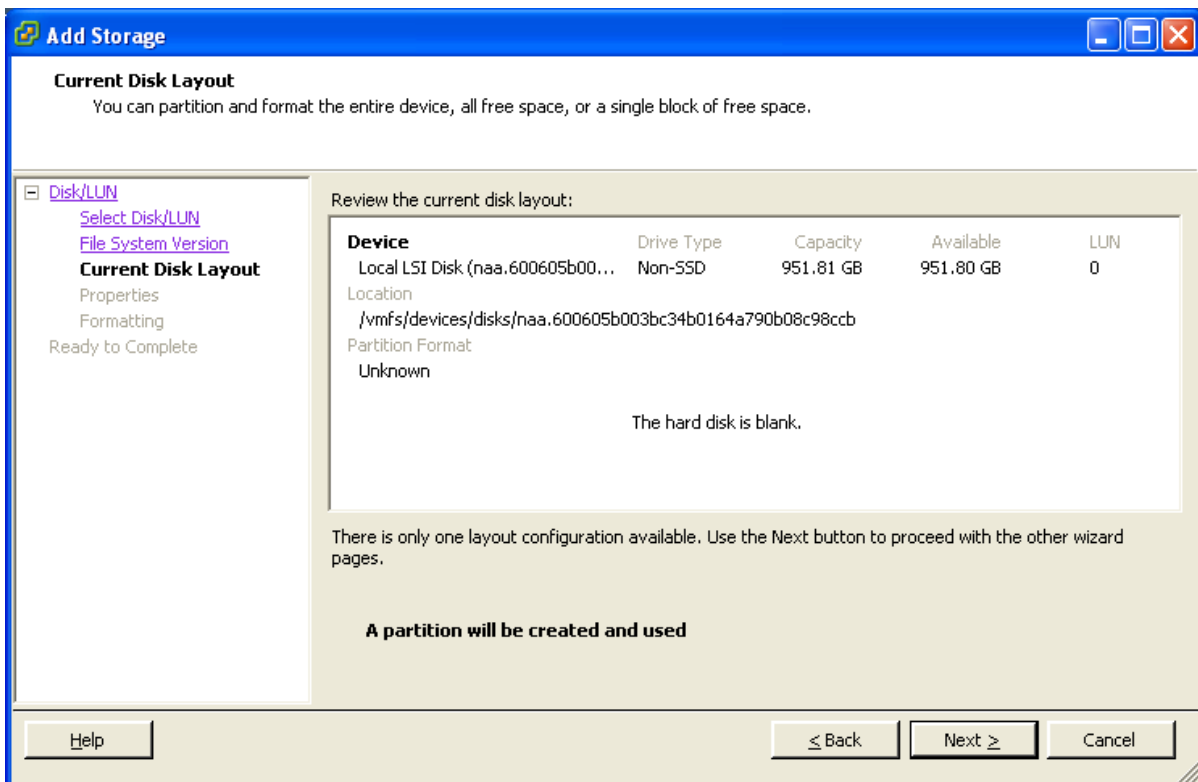 Add Storage
Current Disk Layout
You can partition and format the entire device, all free space, or a single block of free space.
Disk/LUN
Select Disk/LUN
File System Version
Current Disk Layout
Properties
Formatting
Ready to Complete
Review the current disk layout:
Device Drive Type Capacity Available LUN
Local LSI Disk (naa.600605b00... Non-SSD 951.81 GB 951.80 GB 0
Location
/vmfs/devices/disks/naa.600605b003bc34b0164a790b08c98ccb
Partition Format
Unknown
The hard disk is blank.
There is only one layout configuration available. Use the Next button to proceed with the other wizard
pages.
A partition will be created and used
Help < Back Next > Cancel